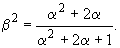 β² = (α² + 2α) / (α² + 2α + 1).